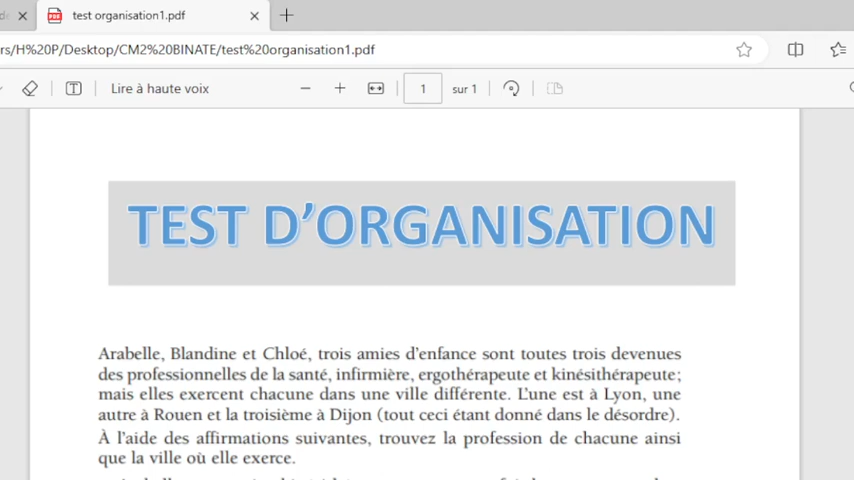 test organisation1.pdf
rs/H%20P/Desktop/CM2%20BINATE/test%20organisation1.pdf
Lire à haute voix
1 sur 1
TEST D'ORGANISATION
Arabelle, Blandine et Chloé, trois amies d'enfance sont toutes trois devenues
des professionnelles de la santé, infirmière, ergothérapeute et kinésithérapeute;
mais elles exercent chacune dans une ville différente. L'une est à Lyon, une
autre à Rouen et la troisième à Dijon (tout ceci étant donné dans le désordre).
À l'aide des affirmations suivantes, trouvez la profession de chacune ainsi
que la ville où elle exerce.